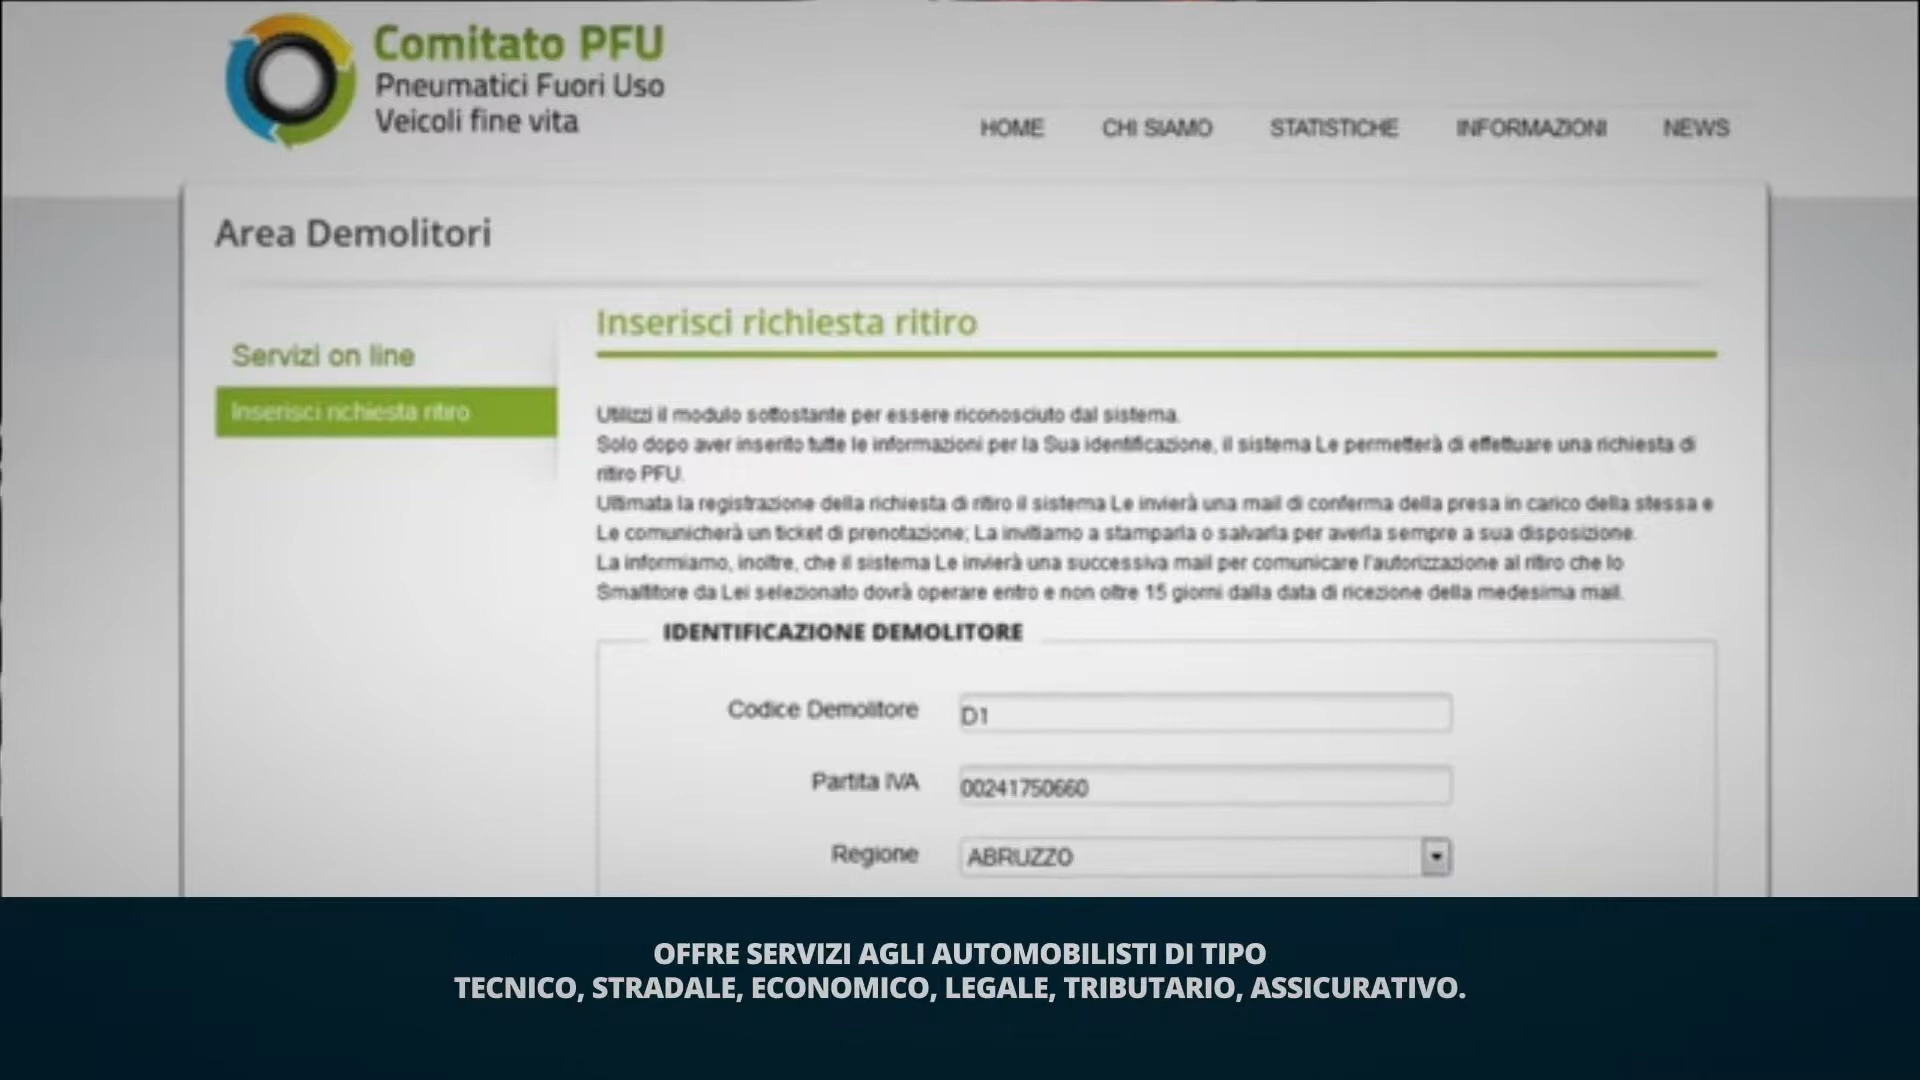 Comitato PFU
Pneumatici Fuori Uso
Veicoli fine vita
HOME CHI SIAMO STATISTICHE INFORMAZIONI NEWS
Area Demolitori
Servizi on line
Inserisci richiesta ritiro
Inserisci richiesta ritiro
Utilizzi il modulo sottostante per essere riconosciuto dal sistema.
Solo dopo aver inserito tutte le informazioni per la Sua identificazione, il sistema Le permetterà di effettuare una richiesta di
ritiro PFU.
Ultimata la registrazione della richiesta di ritiro il sistema Le invierà una mail di conferma della presa in carico della stessa e
Le comunicherà un ticket di prenotazione; La invitiamo a stamparla o salvarla per averla sempre a sua disposizione.
La informiamo, inoltre, che il sistema Le invierà una successiva mail per comunicare l'autorizzazione al ritiro che lo
Smaltitore da Lei selezionato dovrà operare entro e non oltre 15 giorni dalla data di ricezione della medesima mail.
IDENTIFICAZIONE DEMOLITORE
Codice Demolitore D1
Partita IVA 00241750660
Regione ABRUZZO
OFFRE SERVIZI AGLI AUTOMOBILISTI DI TIPO
TECNICO, STRADALE, ECONOMICO, LEGALE, TRIBUTARIO, ASSICURATIVO.